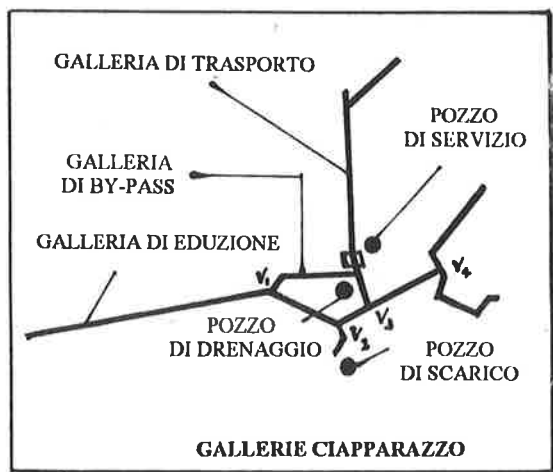 GALLERIA DI TRASPORTO
POZZO
DI SERVIZIO
GALLERIA
DI BY-PASS
GALLERIA DI EDUZIONE
V1
V4
POZZO
DI DRENAGGIO
V2
V3
POZZO
DI SCARICO
GALLERIE CIAPPARAZZO